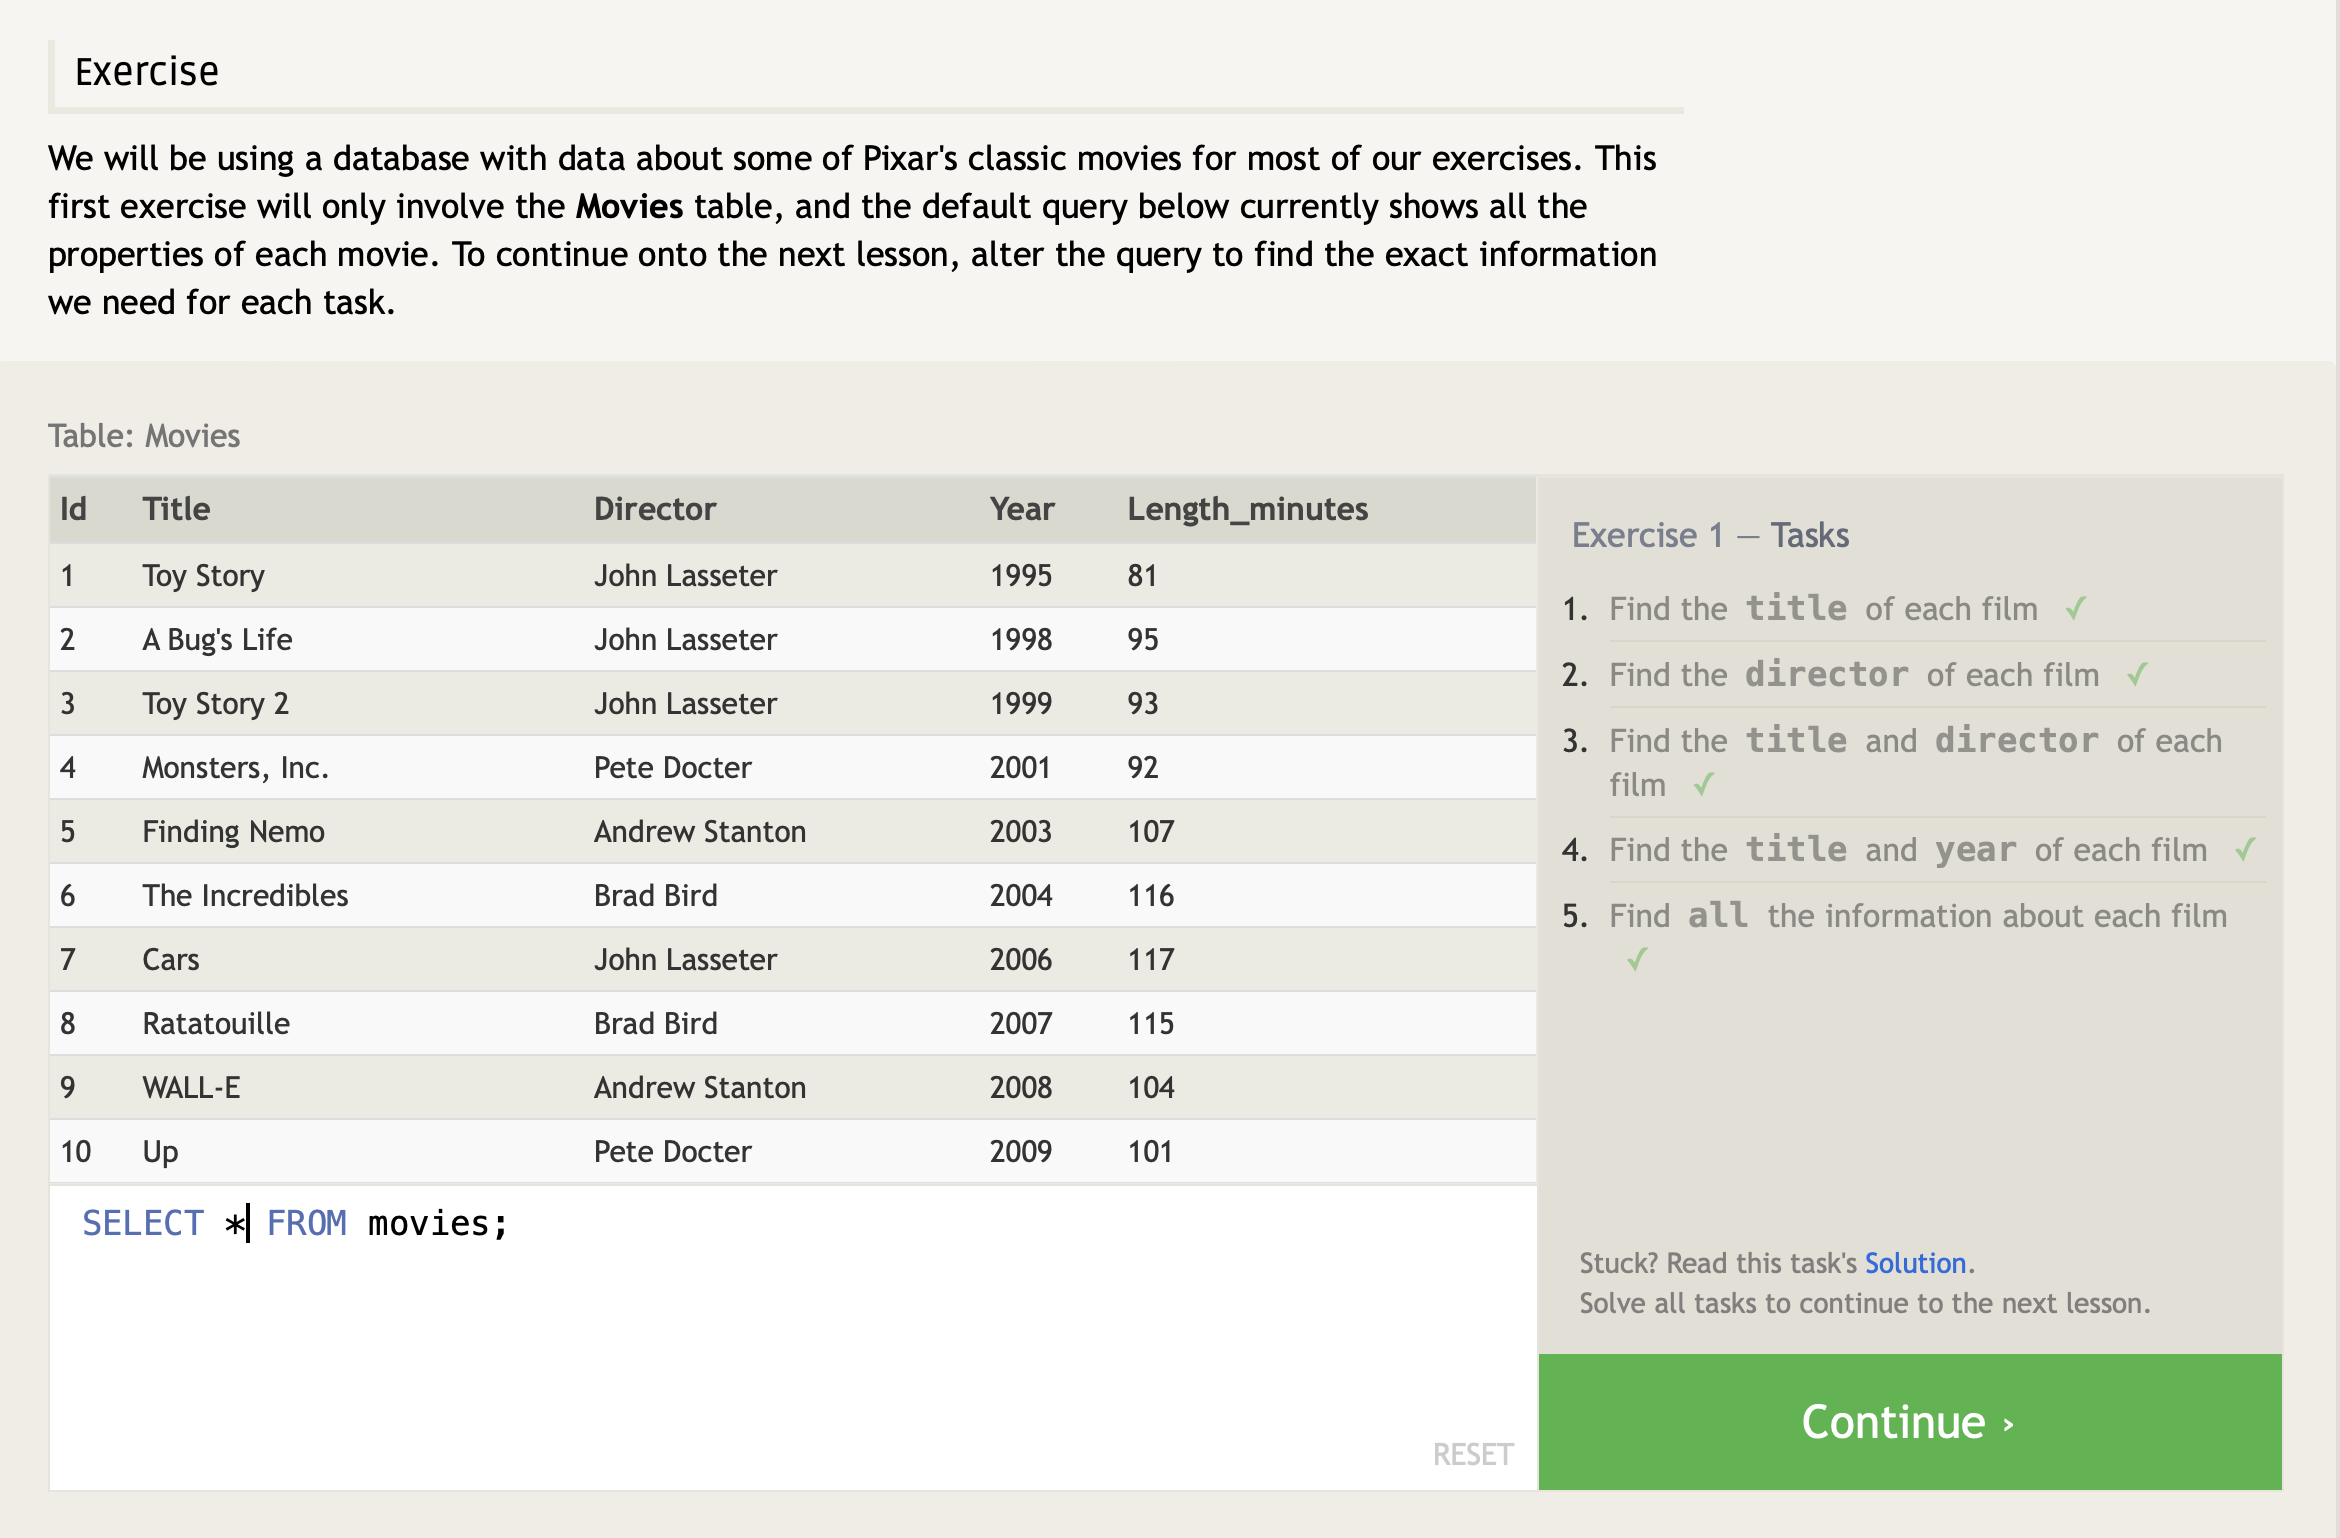 Exercise
We will be using a database with data about some of Pixar's classic movies for most of our exercises. This
first exercise will only involve the Movies table, and the default query below currently shows all the
properties of each movie. To continue onto the next lesson, alter the query to find the exact information
we need for each task.
Table: Movies
Id Title Director Year Length_minutes
1 Toy Story John Lasseter 1995 81
2 A Bug's Life John Lasseter 1998 95
3 Toy Story 2 John Lasseter 1999 93
4 Monsters, Inc. Pete Docter 2001 92
5 Finding Nemo Andrew Stanton 2003 107
6 The Incredibles Brad Bird 2004 116
7 Cars John Lasseter 2006 117
8 Ratatouille Brad Bird 2007 115
9 WALL-E Andrew Stanton 2008 104
10 Up Pete Docter 2009 101
SELECT * FROM movies;
RESET
Exercise 1 — Tasks
1. Find the title of each film ✓
2. Find the director of each film ✓
3. Find the title and director of each
film ✓
4. Find the title and year of each film ✓
5. Find all the information about each film
✓
Stuck? Read this task's Solution.
Solve all tasks to continue to the next lesson.
Continue ›